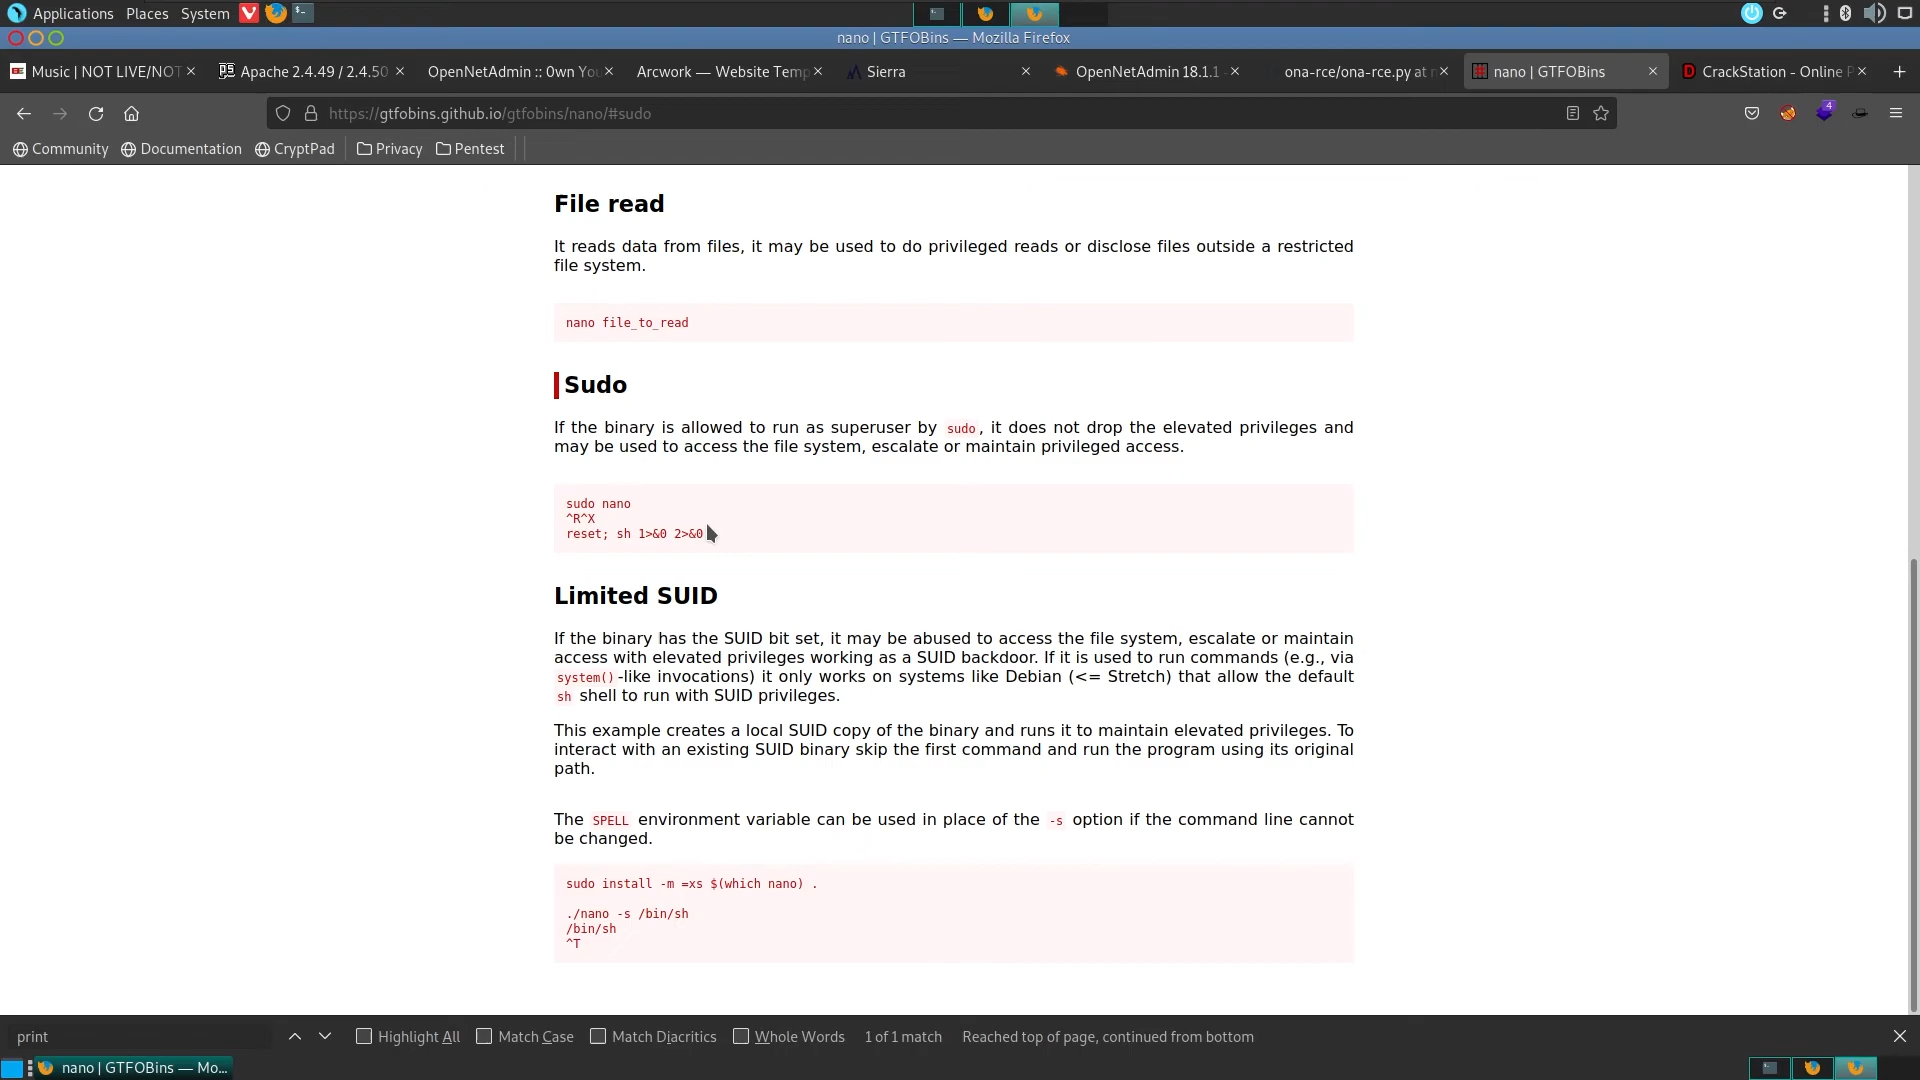 Applications Places System
nano | GTFOBins — Mozilla Firefox
Music | NOT LIVE/NOT
Apache 2.4.49 / 2.4.50
OpenNetAdmin :: 0wn You
Arcwork — Website Temp
Sierra
OpenNetAdmin 18.1.1 -
ona-rce/ona-rce.py at
nano | GTFOBins
CrackStation - Online P
https://gtfobins.github.io/gtfobins/nano/#sudo
4
Community Documentation CryptPad Privacy Pentest
File read
It reads data from files, it may be used to do privileged reads or disclose files outside a restricted
file system.
nano file_to_read
Sudo
If the binary is allowed to run as superuser by sudo, it does not drop the elevated privileges and
may be used to access the file system, escalate or maintain privileged access.
sudo nano
^R^X
reset; sh 1>&0 2>&0
Limited SUID
If the binary has the SUID bit set, it may be abused to access the file system, escalate or maintain
access with elevated privileges working as a SUID backdoor. If it is used to run commands (e.g., via
system()-like invocations) it only works on systems like Debian (<= Stretch) that allow the default
sh shell to run with SUID privileges.
This example creates a local SUID copy of the binary and runs it to maintain elevated privileges. To
interact with an existing SUID binary skip the first command and run the program using its original
path.
The SPELL environment variable can be used in place of the -s option if the command line cannot
be changed.
sudo install -m =xs $(which nano) .
./nano -s /bin/sh
/bin/sh
^T
print
Highlight All Match Case Match Diacritics Whole Words 1 of 1 match Reached top of page, continued from bottom
nano | GTFOBins — Mo...